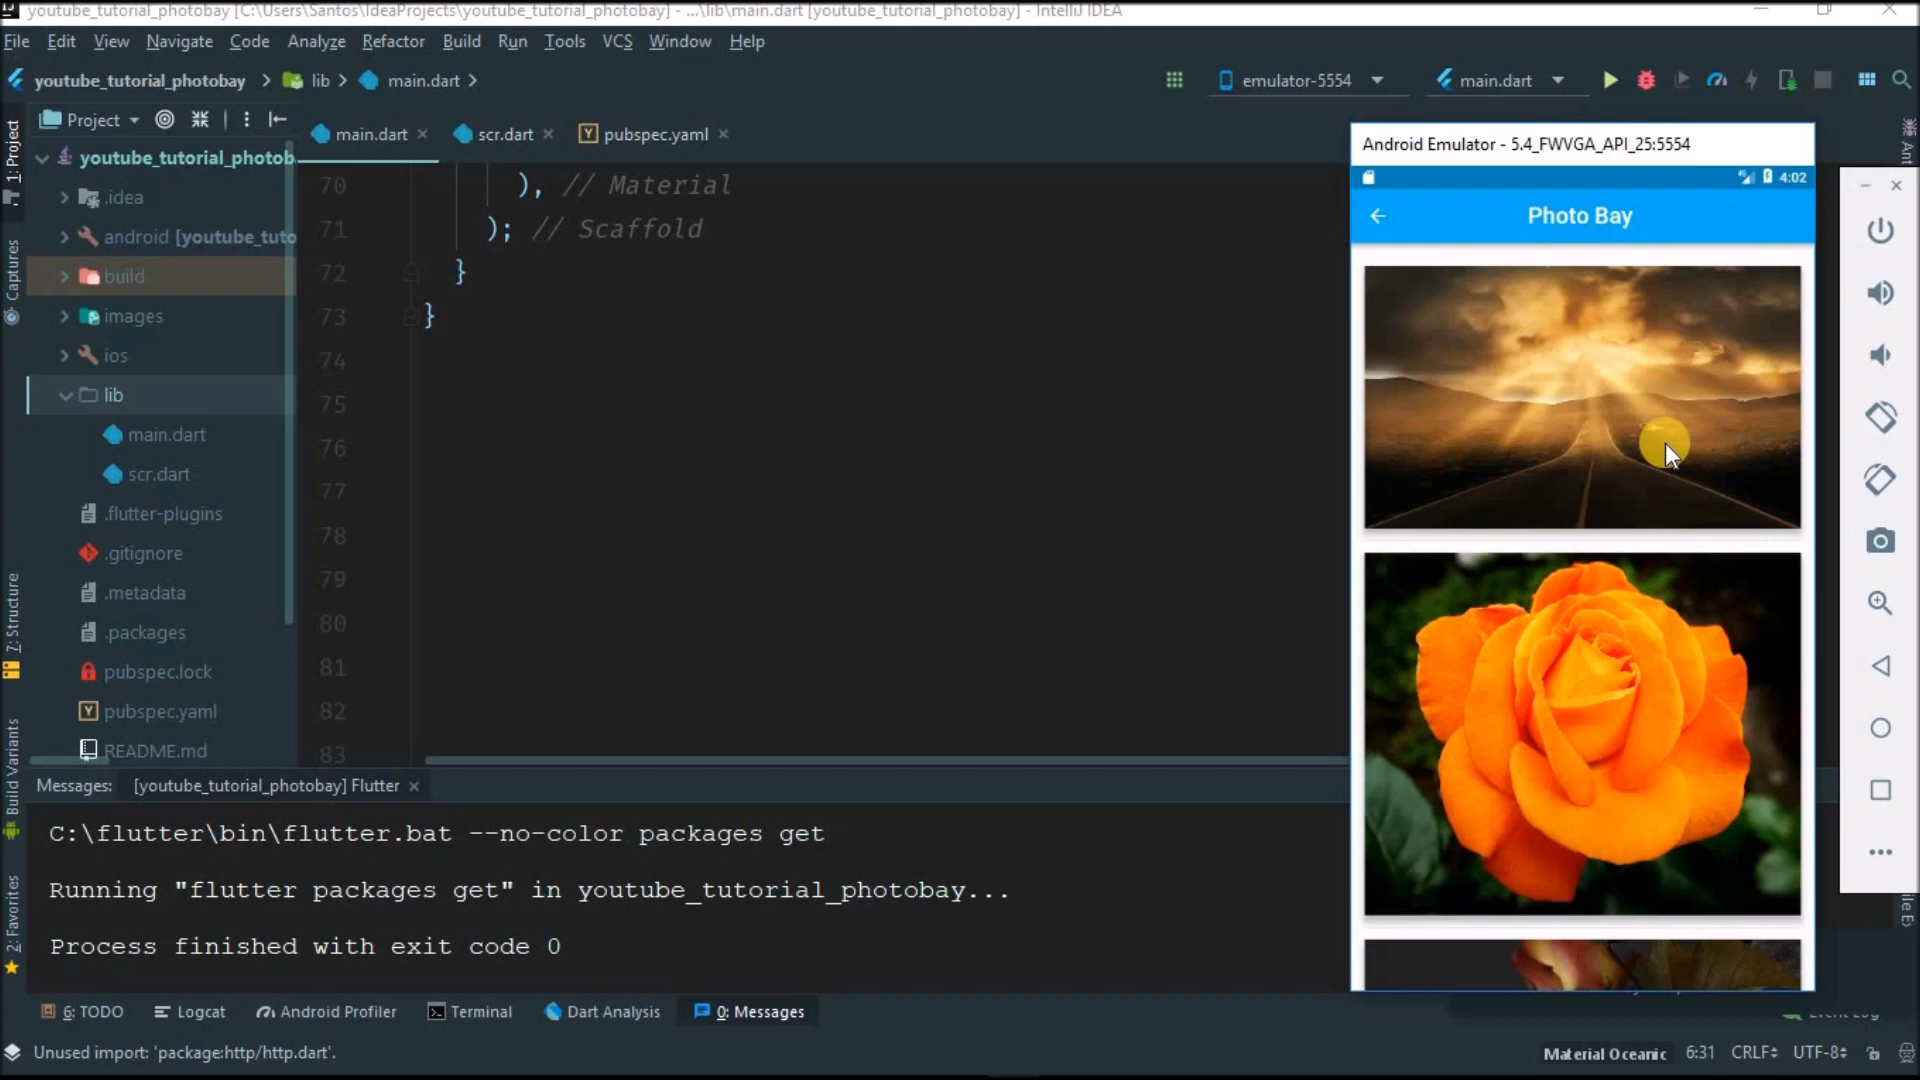 youtube_tutorial_photobay [C:\Users\Santos\IdeaProjects\youtube_tutorial_photobay] - ...\lib\main.dart [youtube_tutorial_photobay] - IntelliJ IDEA
File Edit View Navigate Code Analyze Refactor Build Run Tools VCS Window Help
youtube_tutorial_photobay lib main.dart emulator-5554 main.dart
Project main.dart scr.dart pubspec.yaml
Android Emulator - 5.4_FWVGA_API_25:5554
4:02
Photo Bay
1: Project
Captures
7: Structure
Build Variants
2: Favorites
Ant
youtube_tutorial_photob
.idea
android [youtube_tuto
build
images
ios
lib
main.dart
scr.dart
.flutter-plugins
.gitignore
.metadata
.packages
pubspec.lock
pubspec.yaml
README.md
70 ), // Material
71 ); // Scaffold
72 }
73 }
74
75
76
77
78
79
80
81
82
83
Messages: [youtube_tutorial_photobay] Flutter
C:\flutter\bin\flutter.bat --no-color packages get
Running "flutter packages get" in youtube_tutorial_photobay...
Process finished with exit code 0
6: TODO Logcat Android Profiler Terminal Dart Analysis 0: Messages Event Log
Unused import: 'package:http/http.dart'.
Material Oceanic 6:31 CRLF UTF-8